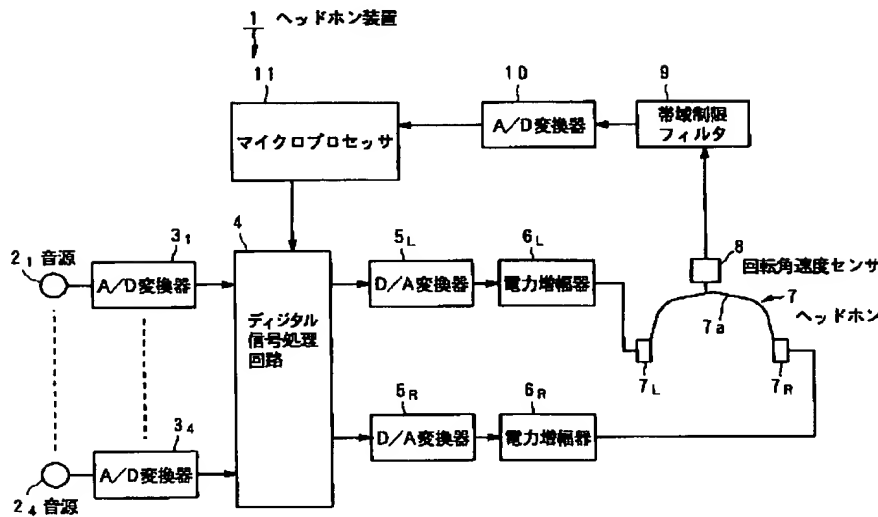 1 ヘッドホン装置
11
マイクロプロセッサ
10
A/D変換器
9
帯域制限
フィルタ
8
回転角速度センサ
7
ヘッドホン
7a
7L
7R
2₁ 音源
3₁
A/D変換器
4
ディジタル
信号処理
回路
5L
D/A変換器
6L
電力増幅器
5R
D/A変換器
6R
電力増幅器
3₄
A/D変換器
2₄ 音源